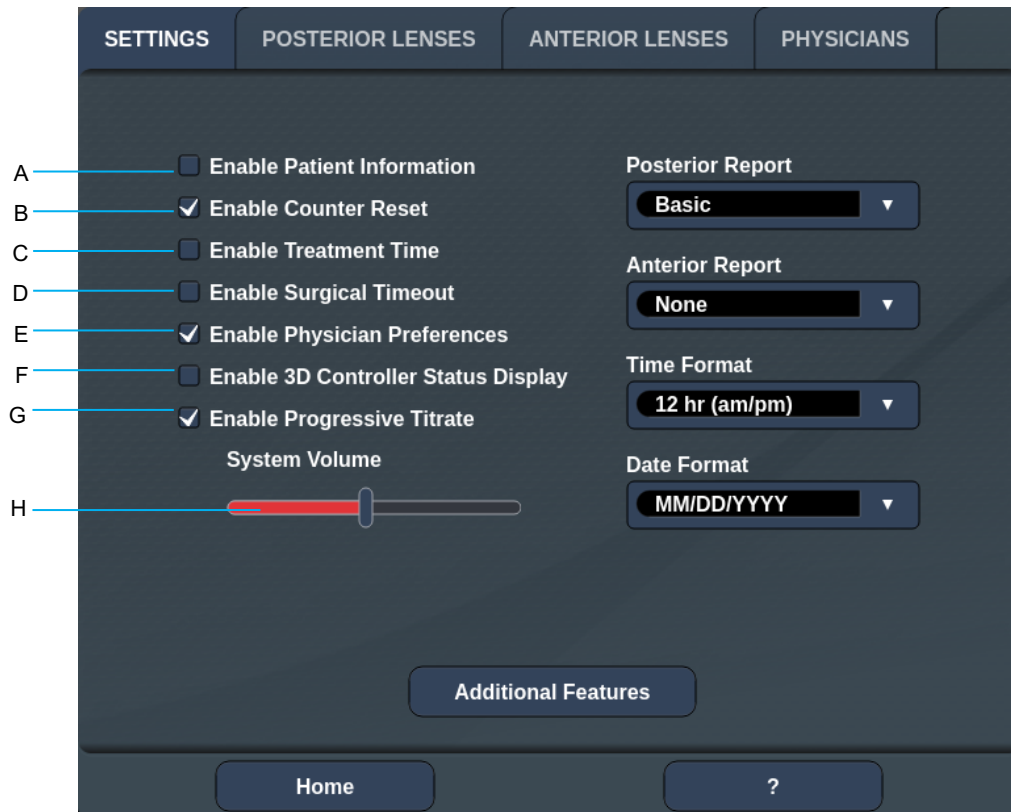 SETTINGS POSTERIOR LENSES ANTERIOR LENSES PHYSICIANS
A Enable Patient Information
B Enable Counter Reset
C Enable Treatment Time
D Enable Surgical Timeout
E Enable Physician Preferences
F Enable 3D Controller Status Display
G Enable Progressive Titrate
System Volume
H
Posterior Report
Basic
Anterior Report
None
Time Format
12 hr (am/pm)
Date Format
MM/DD/YYYY
Additional Features
Home ?